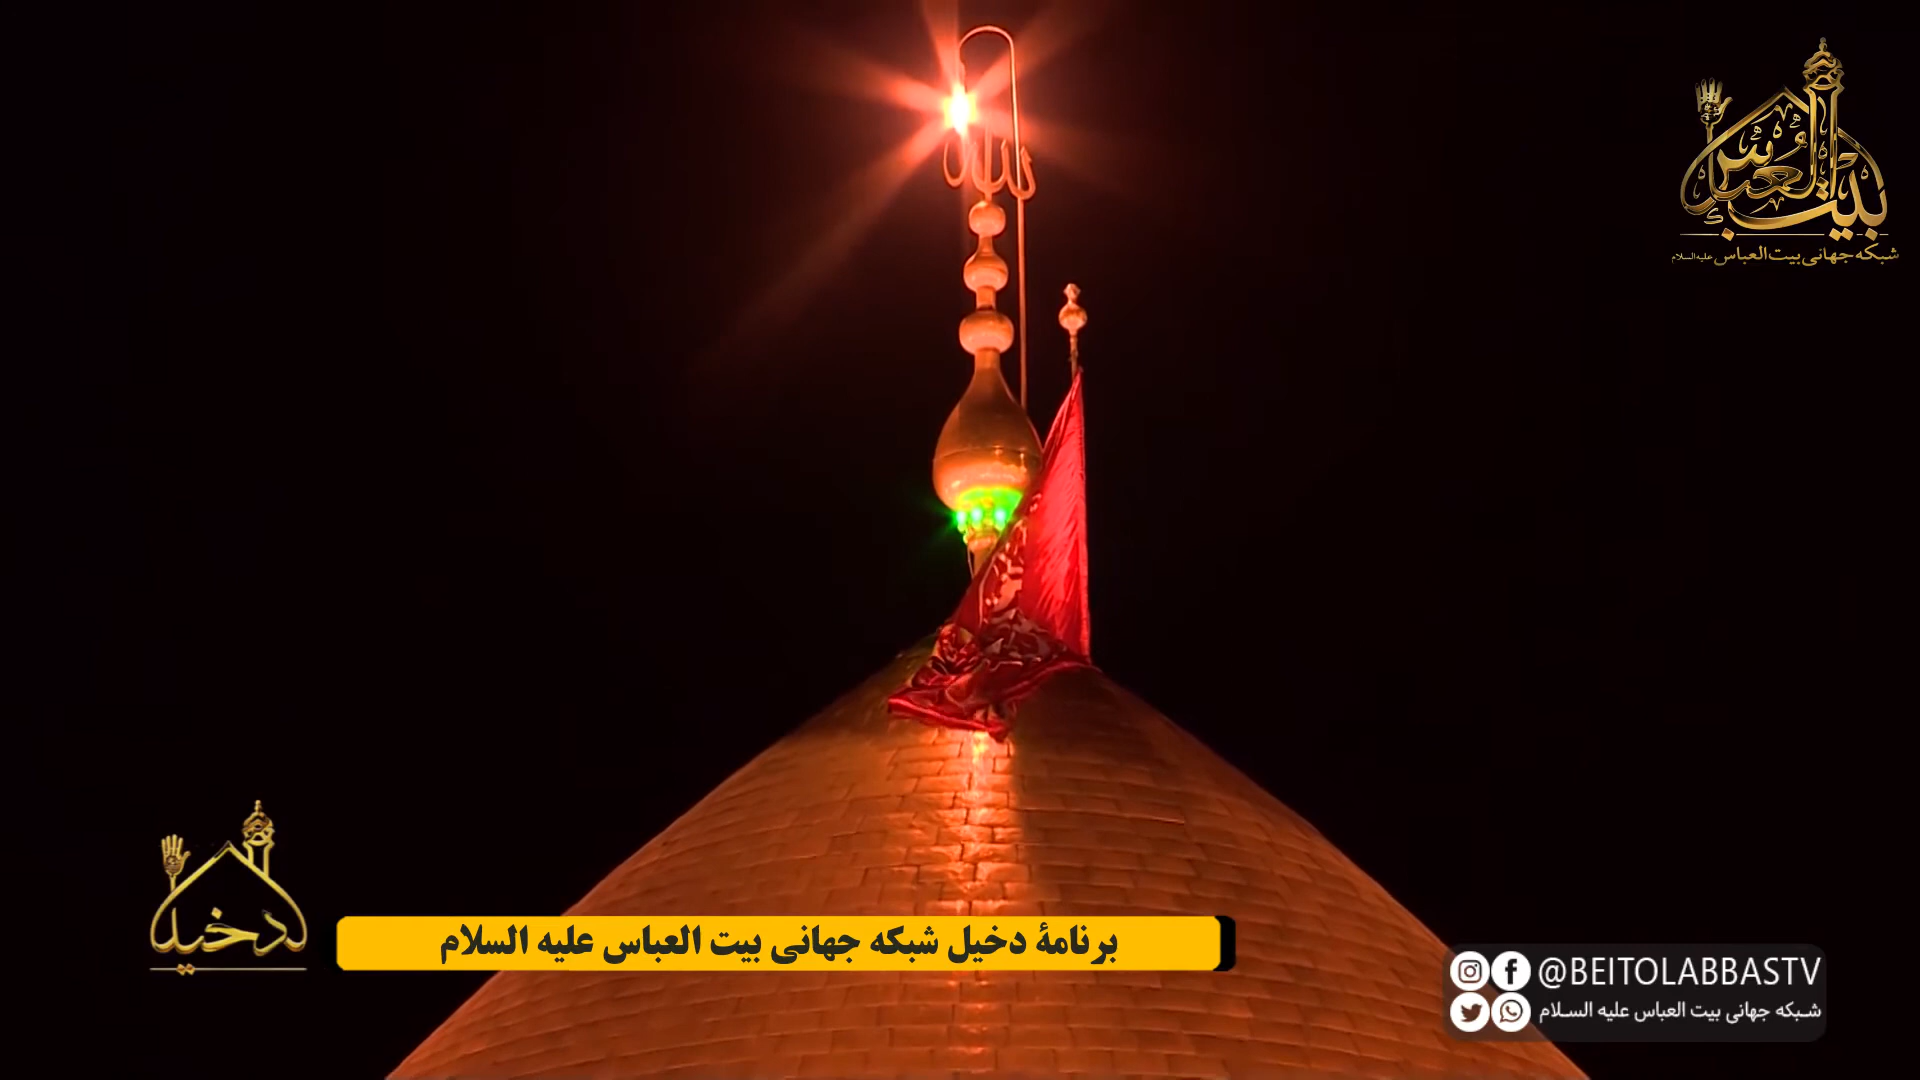 الله
بیت العباس
شبکه جهانی بیت العباس علیه السلام
دخیل
برنامهٔ دخیل شبکه جهانی بیت العباس علیه السلام
@BEITOLABBASTV
شبکه جهانی بیت العباس علیه السلام